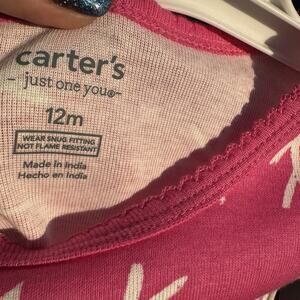 carter's
- just one you®-
12m
WEAR SNUG FITTING
NOT FLAME RESISTANT
Made in India
Hecho en India